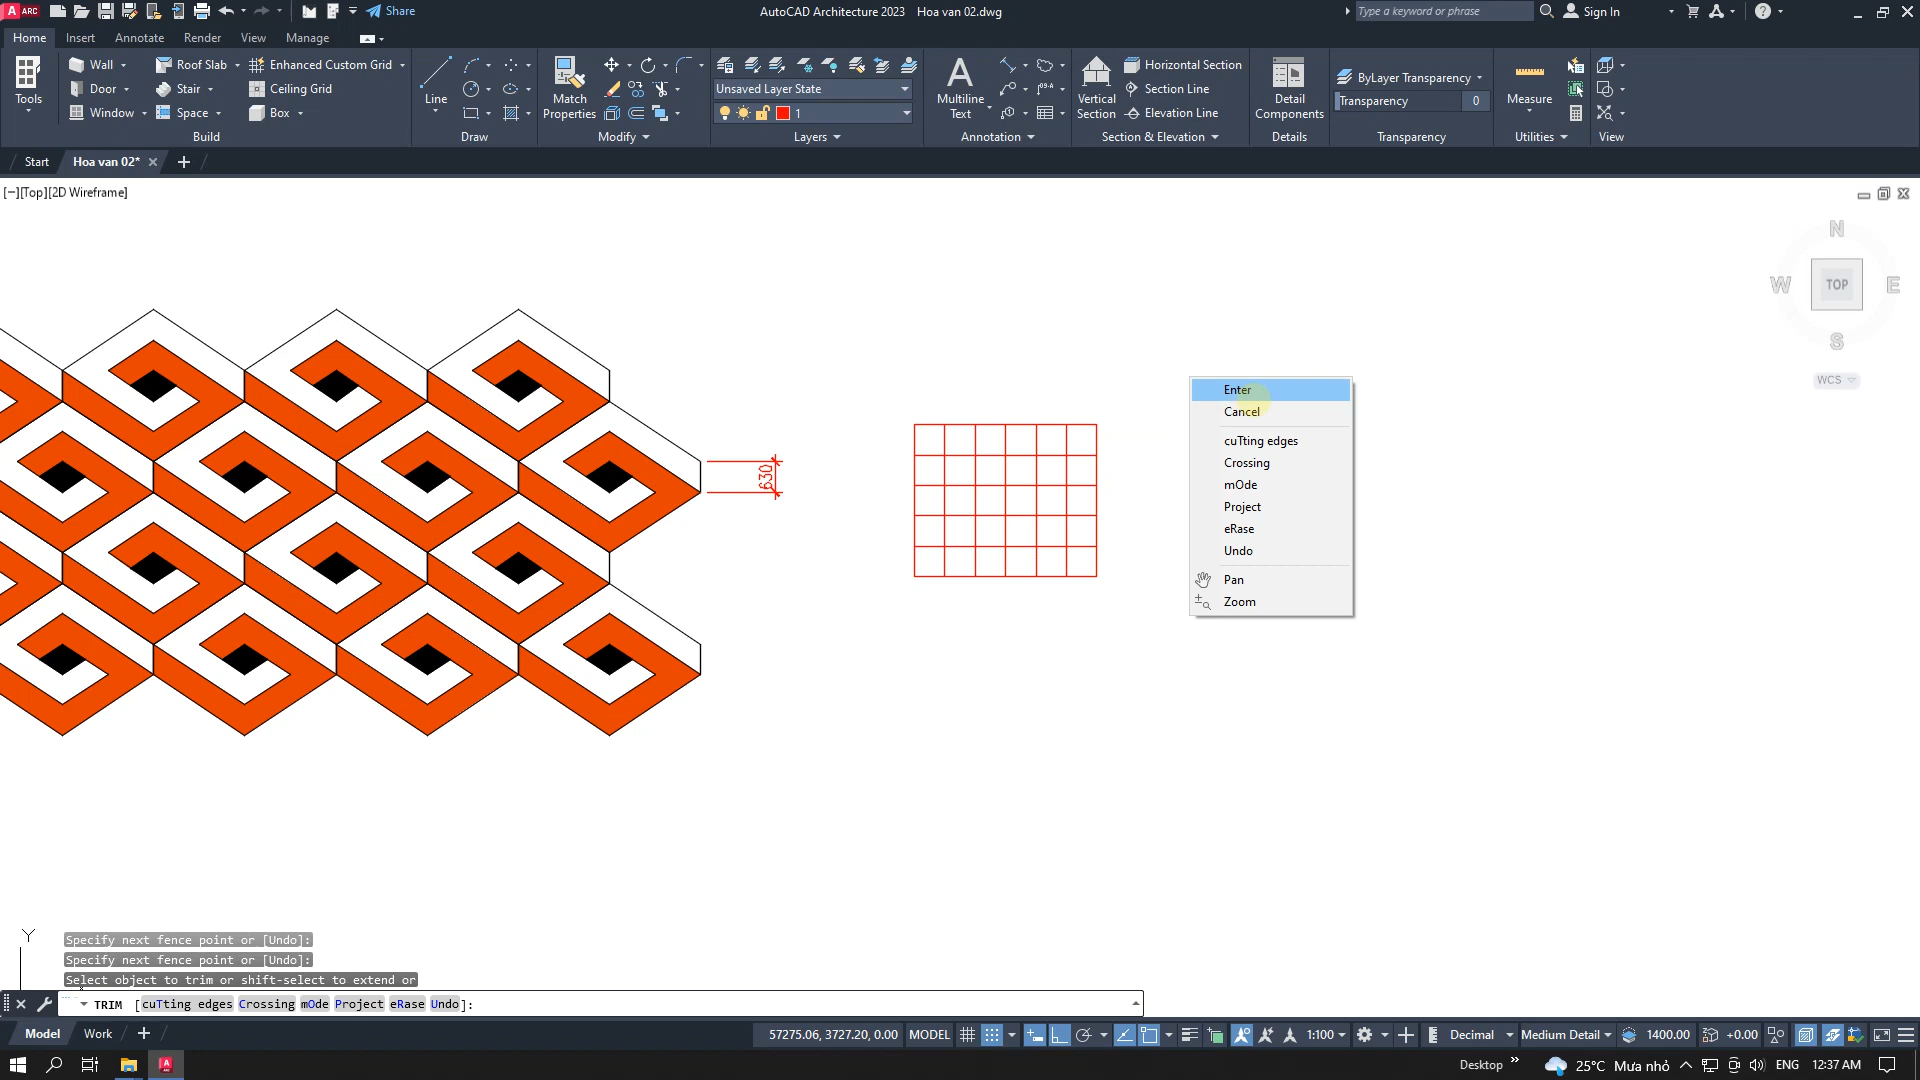 A ARC
Share
AutoCAD Architecture 2023
Hoa van 02.dwg
Type a keyword or phrase
Sign In
Home
Insert
Annotate
Render
View
Manage
Tools
Wall
Roof Slab
Enhanced Custom Grid
Door
Stair
Ceiling Grid
Window
Space
Box
Build
Line
Draw
Match Properties
Modify
Unsaved Layer State
1
Layers
A
Multiline Text
Annotation
Vertical Section
Horizontal Section
Section Line
Elevation Line
Section & Elevation
Detail Components
Details
ByLayer Transparency
Transparency
0
Transparency
Measure
Utilities
View
Start
Hoa van 02*
[−][Top][2D Wireframe]
N
W
TOP
E
S
WCS
630
Enter
Cancel
cuTting edges
Crossing
mOde
Project
eRase
Undo
Pan
Zoom
Y
Specify next fence point or [Undo]:
Specify next fence point or [Undo]:
Select object to trim or shift-select to extend or
TRIM [cuTting edges Crossing mOde Project eRase Undo]:
Model
Work
57275.06, 3727.20, 0.00
MODEL
1:100
Decimal
Medium Detail
1400.00
+0.00
Desktop
25°C
Mưa nhỏ
ENG
12:37 AM